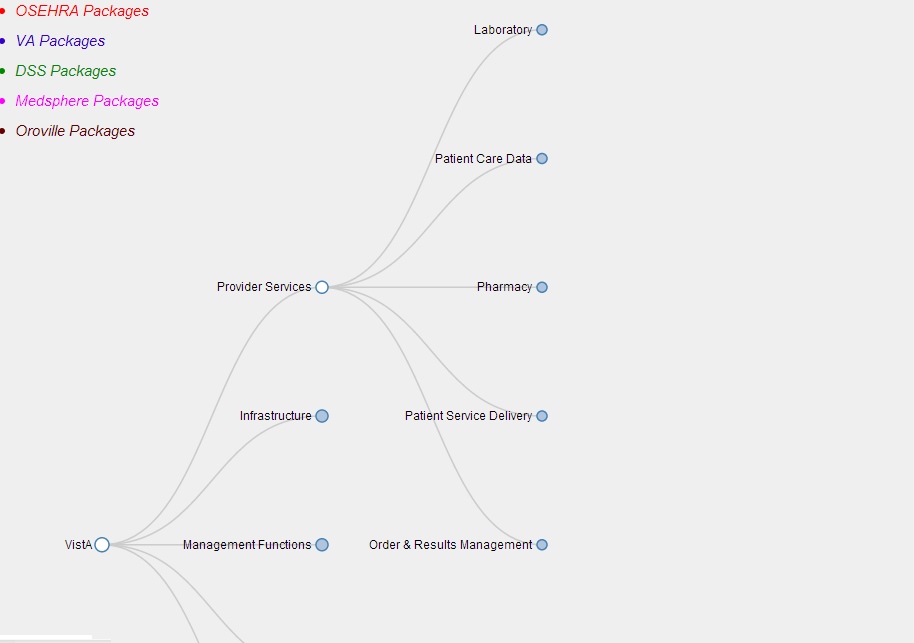 OSEHRA Packages
VA Packages
DSS Packages
Medsphere Packages
Oroville Packages
Laboratory
Patient Care Data
Provider Services
Pharmacy
Infrastructure
Patient Service Delivery
VistA
Management Functions
Order & Results Management